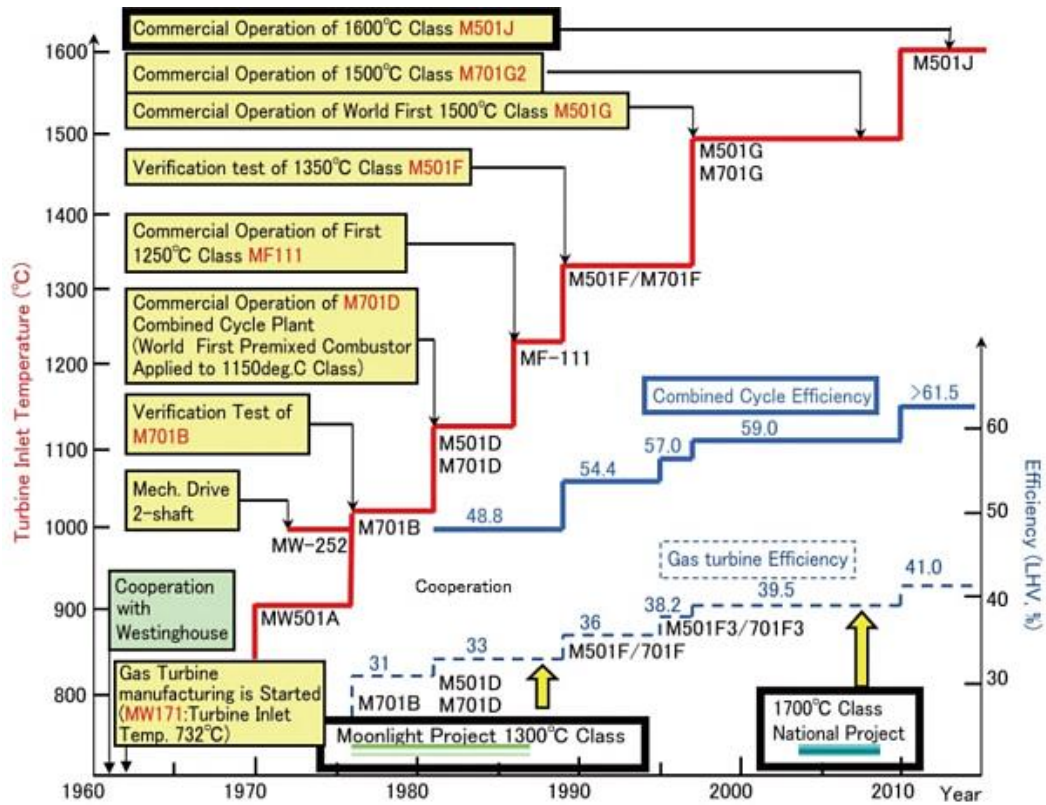 Commercial Operation of 1600°C Class M501J
1600
M501J
Commercial Operation of 1500°C Class M701G2
Commercial Operation of World First 1500°C Class M501G
1500
M501G
M701G
Verification test of 1350°C Class M501F
1400
Commercial Operation of First
1250°C Class MF111
M501F/M701F
1300
Commercial Operation of M701D
Combined Cycle Plant
(World First Premixed Combustor
Applied to 1150deg.C Class)
MF-111
1200
Turbine Inlet Temperature (°C)
Combined Cycle Efficiency
>61.5
Verification Test of
M701B
M501D
M701D
1100
57.0
59.0
60
54.4
Mech. Drive
2-shaft
48.8
50
1000
MW-252
M701B
Efficiency (LHV. %)
Gas turbine Efficiency
41.0
Cooperation
with
Westinghouse
Cooperation
900
MW501A
38.2
39.5
40
36
M501F3/701F3
33
M501F/701F
31
Gas Turbine
manufacturing is Started
(MW171:Turbine Inlet
Temp. 732°C)
800
M701B
M501D
M701D
30
Moonlight Project 1300°C Class
1700°C Class
National Project
1960
1970
1980
1990
2000
2010
Year